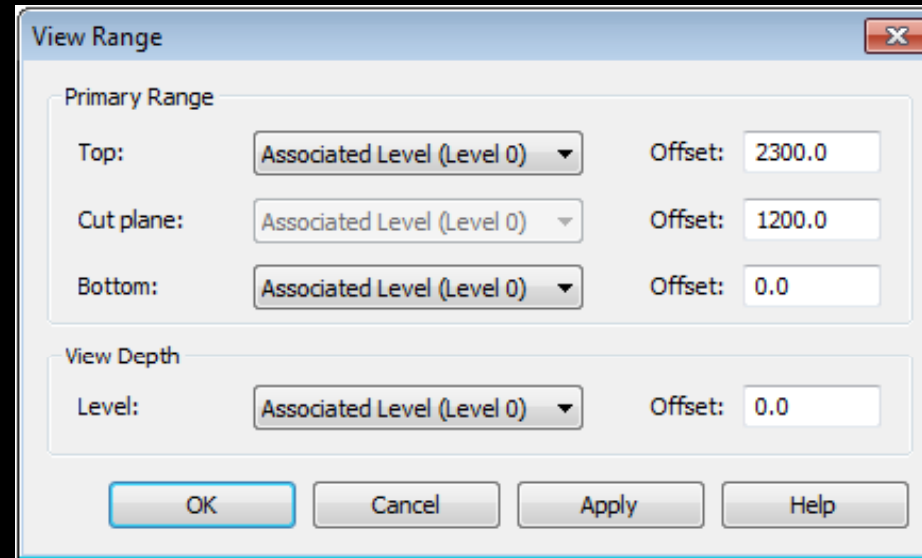 View Range
Primary Range
Top: Associated Level (Level 0) Offset: 2300.0
Cut plane: Associated Level (Level 0) Offset: 1200.0
Bottom: Associated Level (Level 0) Offset: 0.0
View Depth
Level: Associated Level (Level 0) Offset: 0.0
OK Cancel Apply Help